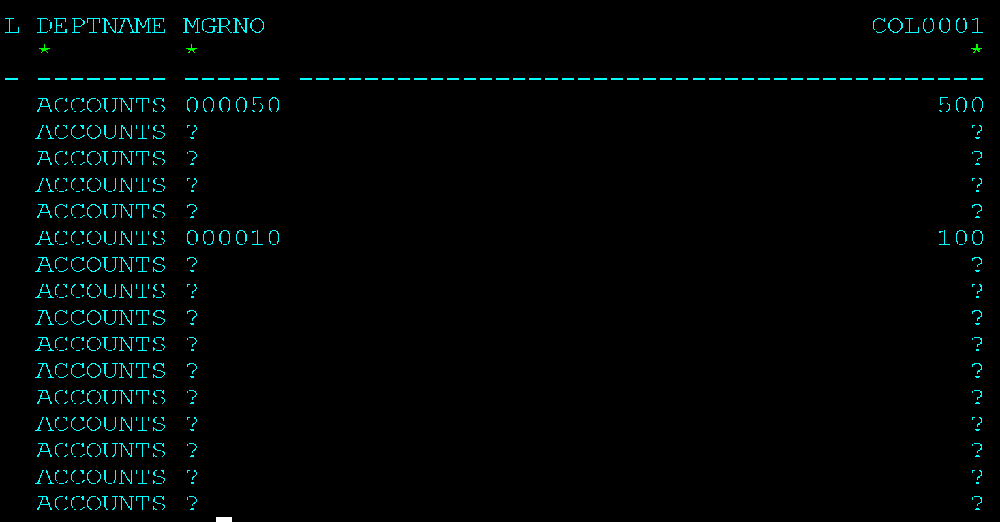 L DEPTNAME MGRNO COL0001
* * *
- -------- ------ ------------------------------------------
ACCOUNTS 000050 500
ACCOUNTS ? ?
ACCOUNTS ? ?
ACCOUNTS ? ?
ACCOUNTS ? ?
ACCOUNTS 000010 100
ACCOUNTS ? ?
ACCOUNTS ? ?
ACCOUNTS ? ?
ACCOUNTS ? ?
ACCOUNTS ? ?
ACCOUNTS ? ?
ACCOUNTS ? ?
ACCOUNTS ? ?
ACCOUNTS ? ?
ACCOUNTS ? ?